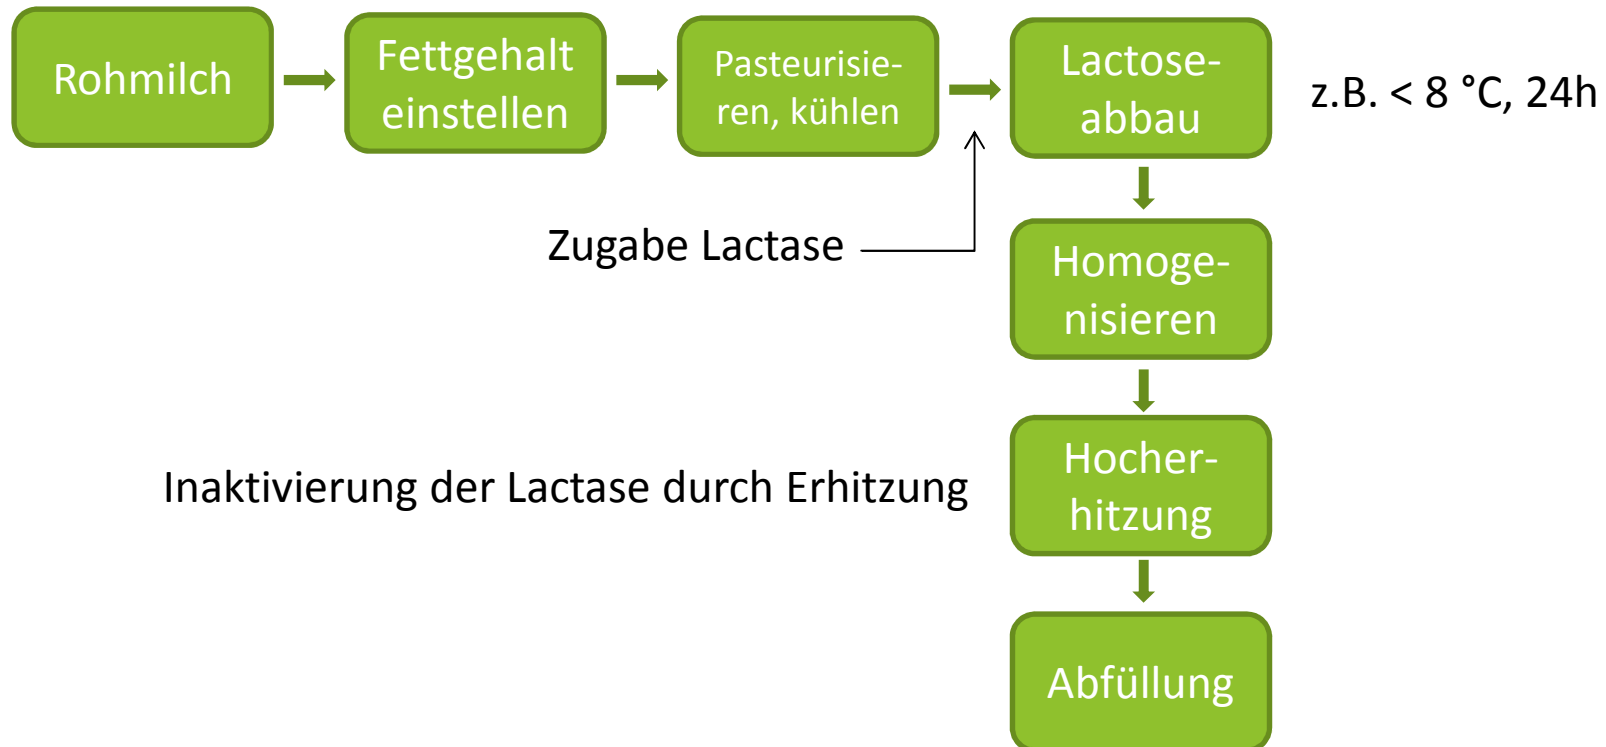 Rohmilch
Fettgehalt
einstellen
Pasteurisie-
ren, kühlen
Lactose-
abbau
z.B. < 8 °C, 24h
Zugabe Lactase
Homoge-
nisieren
Inaktivierung der Lactase durch Erhitzung
Hocher-
hitzung
Abfüllung